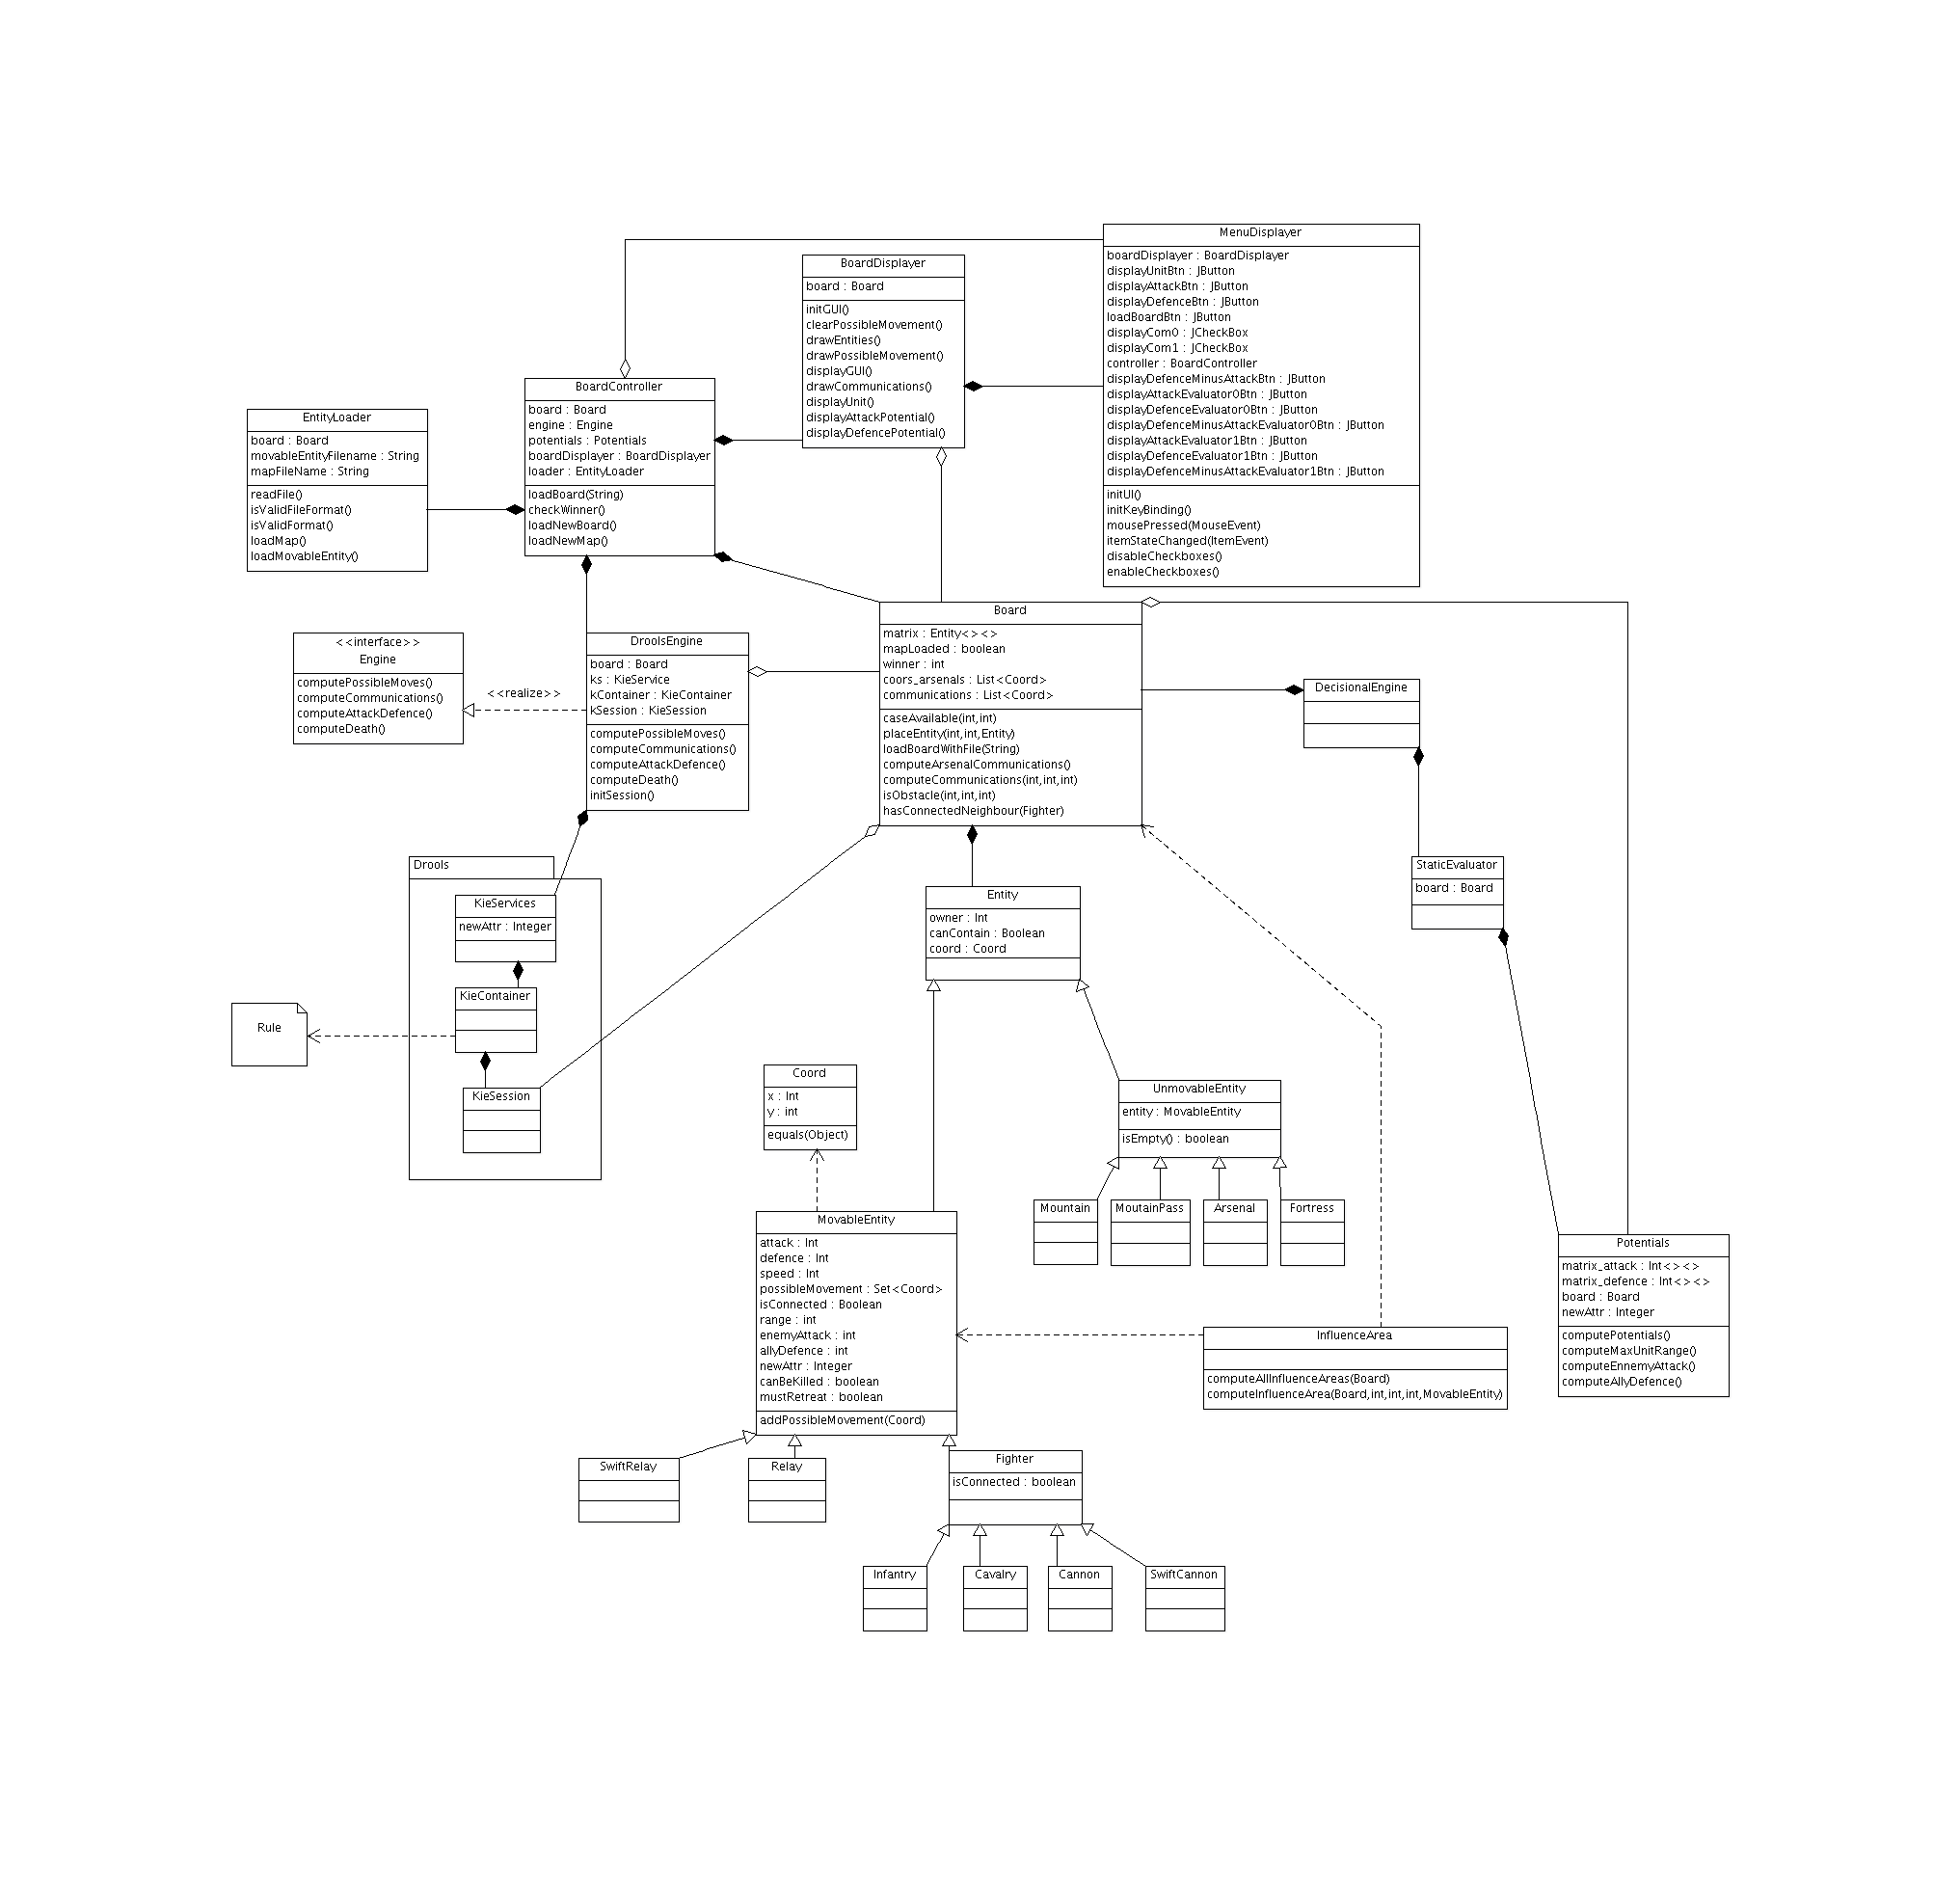 MenuDisplayer
boardDisplayer : BoardDisplayer
displayUnitBtn : JButton
displayAttackBtn : JButton
displayDefenceBtn : JButton
loadBoardBtn : JButton
displayCom0 : JCheckBox
displayCom1 : JCheckBox
controller : BoardController
displayDefenceMinusAttackBtn : JButton
displayAttackEvaluator0Btn : JButton
displayDefenceEvaluator0Btn : JButton
displayDefenceMinusAttackEvaluator0Btn : JButton
displayAttackEvaluator1Btn : JButton
displayDefenceEvaluator1Btn : JButton
displayDefenceMinusAttackEvaluator1Btn : JButton
initUI()
initKeyBinding()
mousePressed(MouseEvent)
itemStateChanged(ItemEvent)
disableCheckboxes()
enableCheckboxes()
BoardDisplayer
board : Board
initGUI()
clearPossibleMovement()
drawEntities()
drawPossibleMovement()
displayGUI()
drawCommunications()
displayUnit()
displayAttackPotential()
displayDefencePotential()
BoardController
board : Board
engine : Engine
potentials : Potentials
boardDisplayer : BoardDisplayer
loader : EntityLoader
loadBoard(String)
checkWinner()
loadNewBoard()
loadNewMap()
EntityLoader
board : Board
movableEntityFilename : String
mapFileName : String
readFile()
isValidFileFormat()
isValidFormat()
loadMap()
loadMovableEntity()
<<interface>>
Engine
computePossibleMoves()
computeCommunications()
computeAttackDefence()
computeDeath()
<<realize>>
DroolsEngine
board : Board
ks : KieService
kContainer : KieContainer
kSession : KieSession
computePossibleMoves()
computeCommunications()
computeAttackDefence()
computeDeath()
initSession()
Board
matrix : Entity<><>
mapLoaded : boolean
winner : int
coors_arsenals : List<Coord>
communications : List<Coord>
caseAvailable(int,int)
placeEntity(int,int,Entity)
loadBoardWithFile(String)
computeArsenalCommunications()
computeCommunications(int,int,int)
isObstacle(int,int,int)
hasConnectedNeighbour(Fighter)
DecisionalEngine
StaticEvaluator
board : Board
Drools
KieServices
newAttr : Integer
KieContainer
KieSession
Rule
Entity
owner : Int
canContain : Boolean
coord : Coord
Coord
x : Int
y : int
equals(Object)
UnmovableEntity
entity : MovableEntity
isEmpty() : boolean
Mountain
MoutainPass
Arsenal
Fortress
MovableEntity
attack : Int
defence : Int
speed : Int
possibleMovement : Set<Coord>
isConnected : Boolean
range : int
enemyAttack : int
allyDefence : int
newAttr : Integer
canBeKilled : boolean
mustRetreat : boolean
addPossibleMovement(Coord)
InfluenceArea
computeAllInfluenceAreas(Board)
computeInfluenceArea(Board,int,int,int,MovableEntity)
Potentials
matrix_attack : Int<><>
matrix_defence : Int<><>
board : Board
newAttr : Integer
computePotentials()
computeMaxUnitRange()
computeEnnemyAttack()
computeAllyDefence()
SwiftRelay
Relay
Fighter
isConnected : boolean
Infantry
Cavalry
Cannon
SwiftCannon